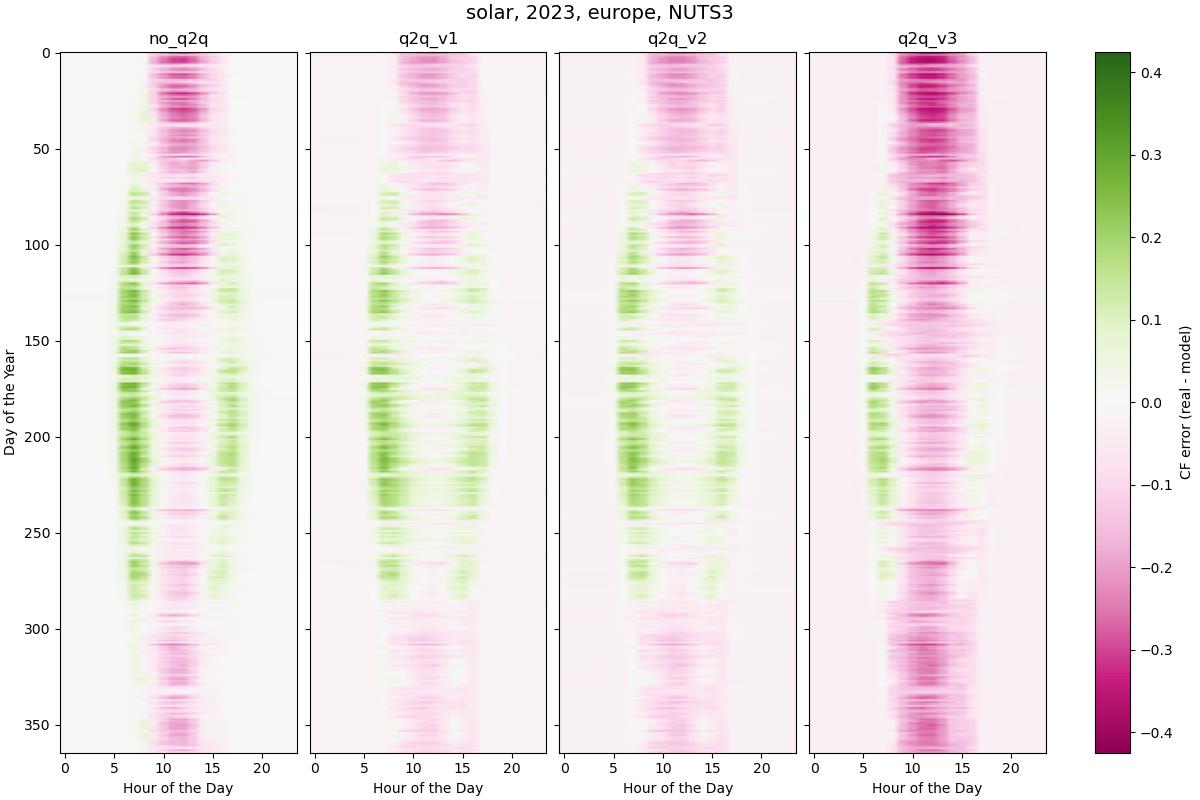 solar, 2023, europe, NUTS3
no_q2q
q2q_v1
q2q_v2
q2q_v3
Day of the Year
0
50
100
150
200
250
300
350
0 5 10 15 20
0 5 10 15 20
0 5 10 15 20
0 5 10 15 20
Hour of the Day
Hour of the Day
Hour of the Day
Hour of the Day
0.4
0.3
0.2
0.1
0.0
−0.1
−0.2
−0.3
−0.4
CF error (real - model)